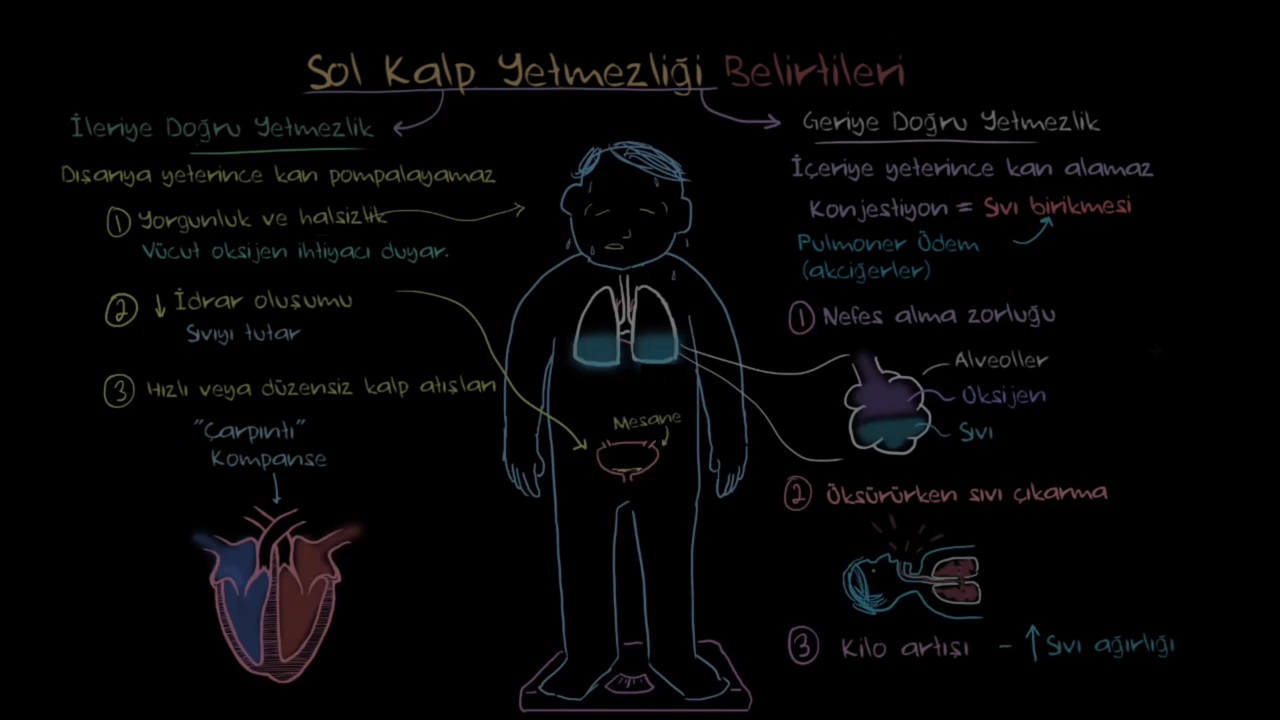 Sol Kalp Yetmezliği Belirtileri
İleriye Doğru Yetmezlik
Dışarıya yeterince kan pompalayamaz
1 Yorgunluk ve halsizlik
Vücut oksijen ihtiyacı duyar.
2 ↓ İdrar oluşumu
Sıvıyı tutar
3 Hızlı veya düzensiz kalp atışları
"Çarpıntı"
Kompanse
Mesane
Geriye Doğru Yetmezlik
İçeriye yeterince kan alamaz
Konjestiyon = Sıvı birikmesi
Pulmoner Ödem
(akciğerler)
1 Nefes alma zorluğu
Alveoller
Oksijen
Sıvı
2 Öksürürken sıvı çıkarma
3 Kilo artışı - ↑ Sıvı ağırlığı